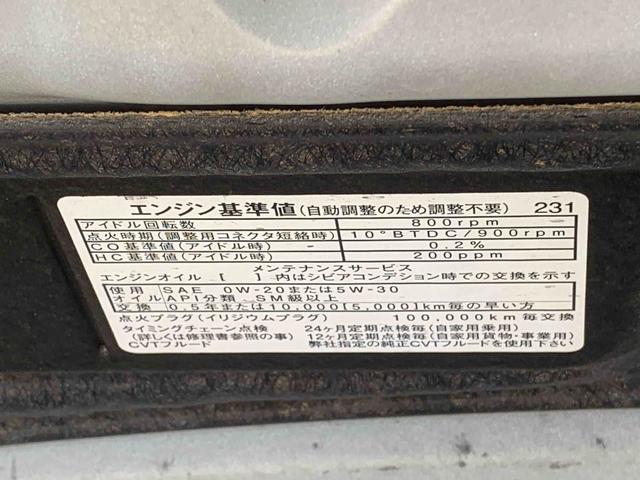 エンジン基準値(自動調整のため調整不要) 231
アイドル回転数 800rpm
点火時期(調整用コネクタ短絡時) 10°BTDC/900rpm
CO基準値(アイドル時) 0.2%
HC基準値(アイドル時) 200ppm
メンテナンスサービス
エンジンオイル [ ]内はシビアコンデション時での交換を示す
使用 SAE 0W-20または5W-30
オイルAPI分類 SM級以上
交換 0.5年または10,000[5,000]km毎の早い方
点火プラグ(イリジウムプラグ) 100,000km毎交換
タイミングチェーン点検 24ヶ月定期点検毎(自家用乗用)
(詳しくは修理書参照の事) 12ヶ月定期点検毎(自家用貨物・事業用)
CVTフルード 弊社指定の純正CVTフルードを使用下さい